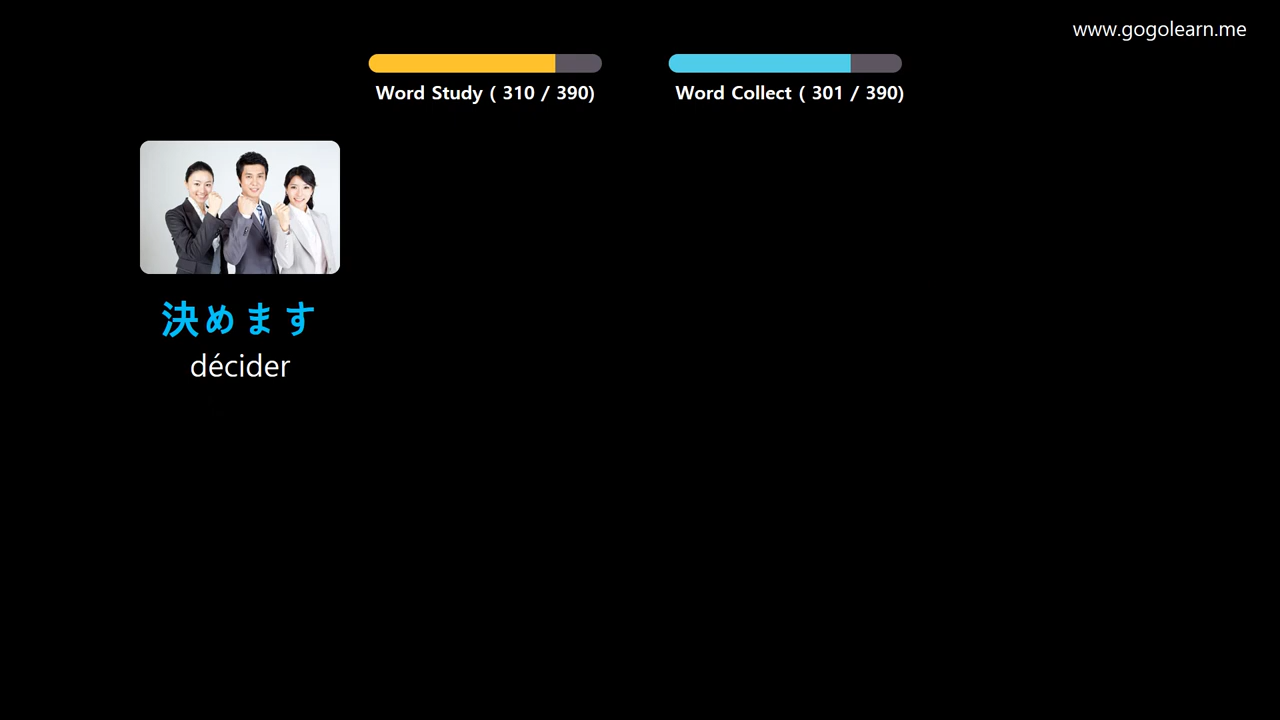 www.gogolearn.me
Word Study ( 310 / 390)
Word Collect ( 301 / 390)
決めます
décider